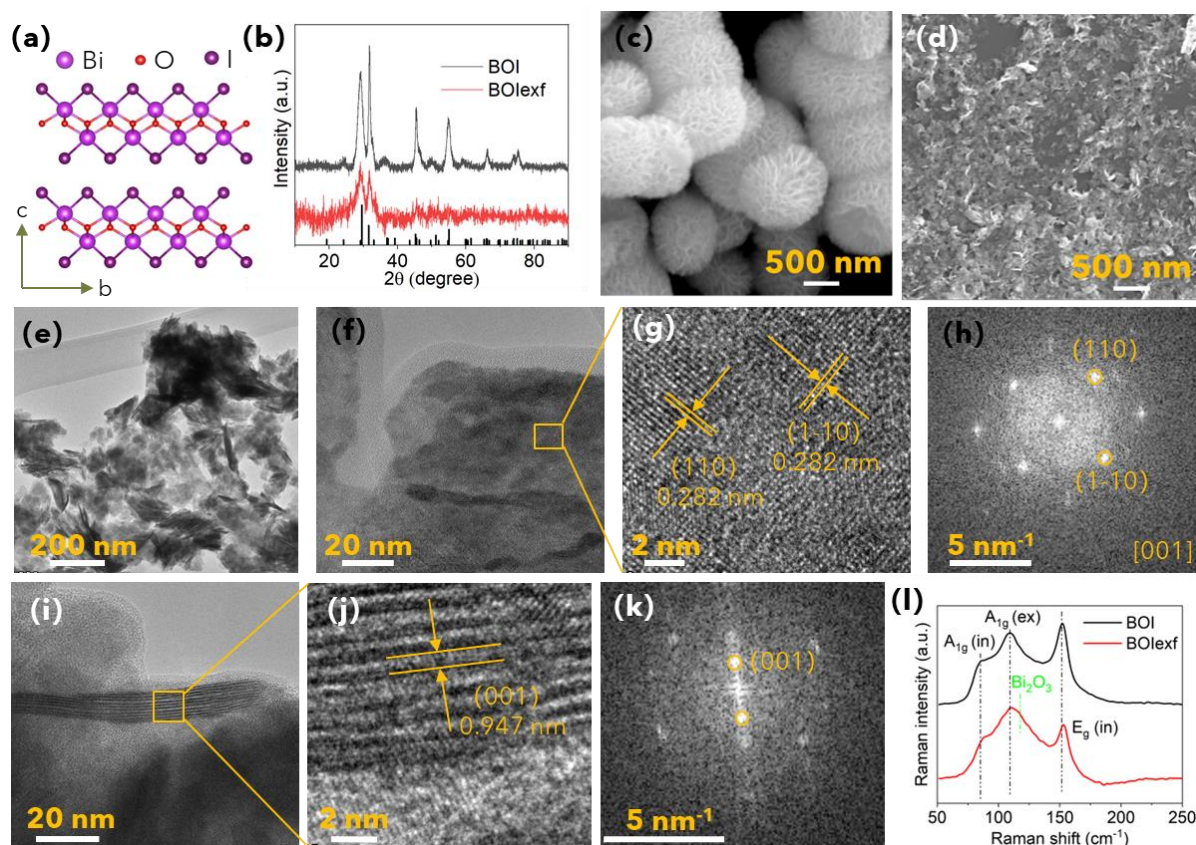 (a)
Bi O I
c
b
(b)
Intensity (a.u.)
BOI
BOIexf
20 40 60 80
2θ (degree)
(c)
500 nm
(d)
500 nm
(e)
200 nm
(f)
20 nm
(g)
(110)
0.282 nm
(1-10)
0.282 nm
2 nm
(h)
(110)
(1-10)
5 nm⁻¹
[001]
(i)
20 nm
(j)
(001)
0.947 nm
2 nm
(k)
(001)
5 nm⁻¹
(l)
Raman intensity (a.u.)
A₁g (in)
A₁g (ex)
BOI
BOIexf
Bi₂O₃
Eg (in)
50 100 150 200 250
Raman shift (cm⁻¹)